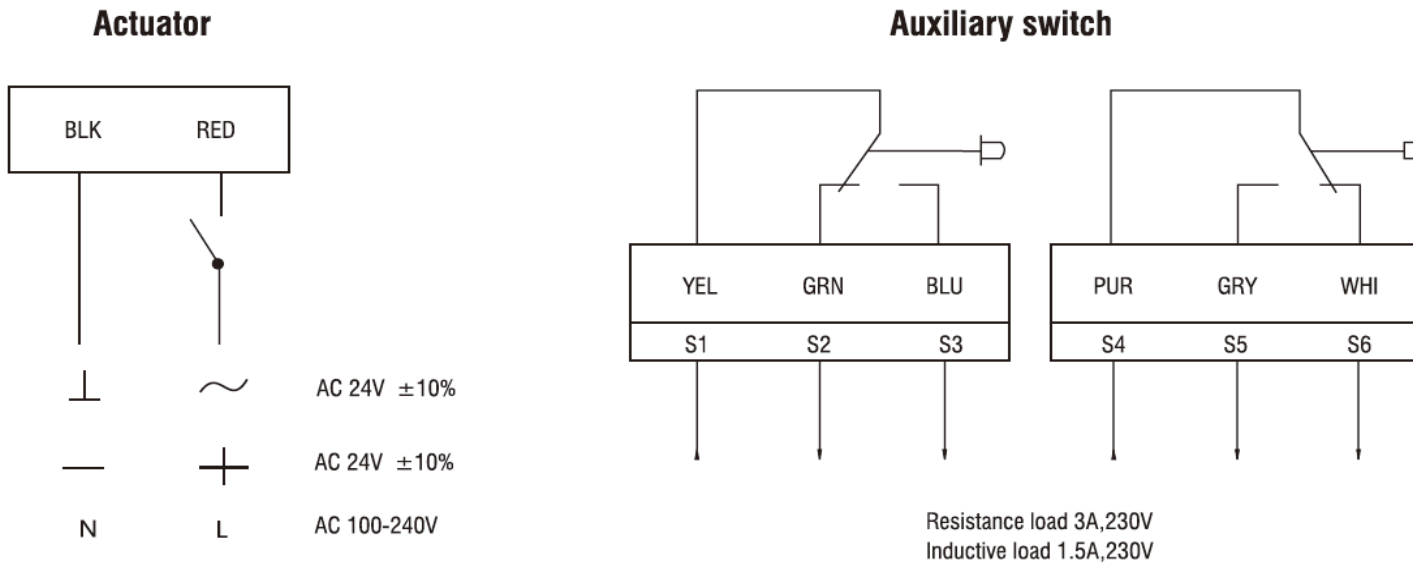 Actuator
Auxiliary switch
BLK RED
YEL GRN BLU
S1 S2 S3
PUR GRY WHI
S4 S5 S6
AC 24V ±10%
AC 24V ±10%
N L AC 100-240V
Resistance load 3A,230V
Inductive load 1.5A,230V